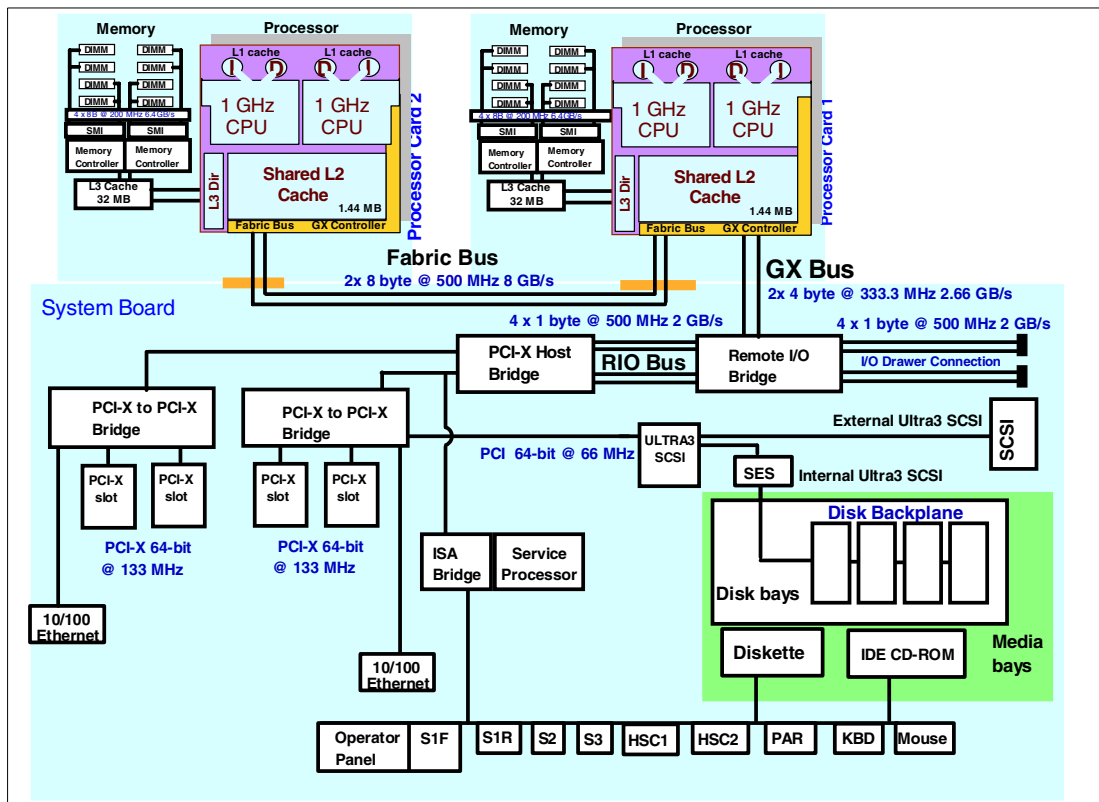 Memory
Processor
DIMM
DIMM
DIMM
DIMM
DIMM
DIMM
DIMM
DIMM
L1 cache
L1 cache
I
D
D
I
1 GHz
CPU
1 GHz
CPU
4 x 8B @ 200 MHz 6.4GB/s
SMI
SMI
Memory
Controller
Memory
Controller
L3 Cache
32 MB
L3 Dir
Shared L2
Cache
1.44 MB
Fabric Bus
GX Controller
Processor Card 2
Memory
Processor
DIMM
DIMM
DIMM
DIMM
DIMM
DIMM
DIMM
DIMM
L1 cache
L1 cache
I
D
D
I
1 GHz
CPU
1 GHz
CPU
4 x 8B @ 200 MHz 6.4GB/s
SMI
SMI
Memory
Controller
Memory
Controller
L3 Cache
32 MB
L3 Dir
Shared L2
Cache
1.44 MB
Fabric Bus
GX Controller
Processor Card 1
Fabric Bus
2x 8 byte @ 500 MHz 8 GB/s
GX Bus
2x 4 byte @ 333.3 MHz 2.66 GB/s
System Board
4 x 1 byte @ 500 MHz 2 GB/s
4 x 1 byte @ 500 MHz 2 GB/s
PCI-X Host
Bridge
RIO Bus
Remote I/O
Bridge
I/O Drawer Connection
PCI-X to PCI-X
Bridge
PCI-X to PCI-X
Bridge
PCI-X
slot
PCI-X
slot
PCI-X
slot
PCI-X
slot
PCI-X 64-bit
@ 133 MHz
PCI-X 64-bit
@ 133 MHz
PCI 64-bit @ 66 MHz
ULTRA3
SCSI
External Ultra3 SCSI
SCSI
SES
Internal Ultra3 SCSI
Disk Backplane
Disk bays
ISA
Bridge
Service
Processor
10/100
Ethernet
10/100
Ethernet
Diskette
IDE CD-ROM
Media
bays
Operator
Panel
S1F
S1R
S2
S3
HSC1
HSC2
PAR
KBD
Mouse